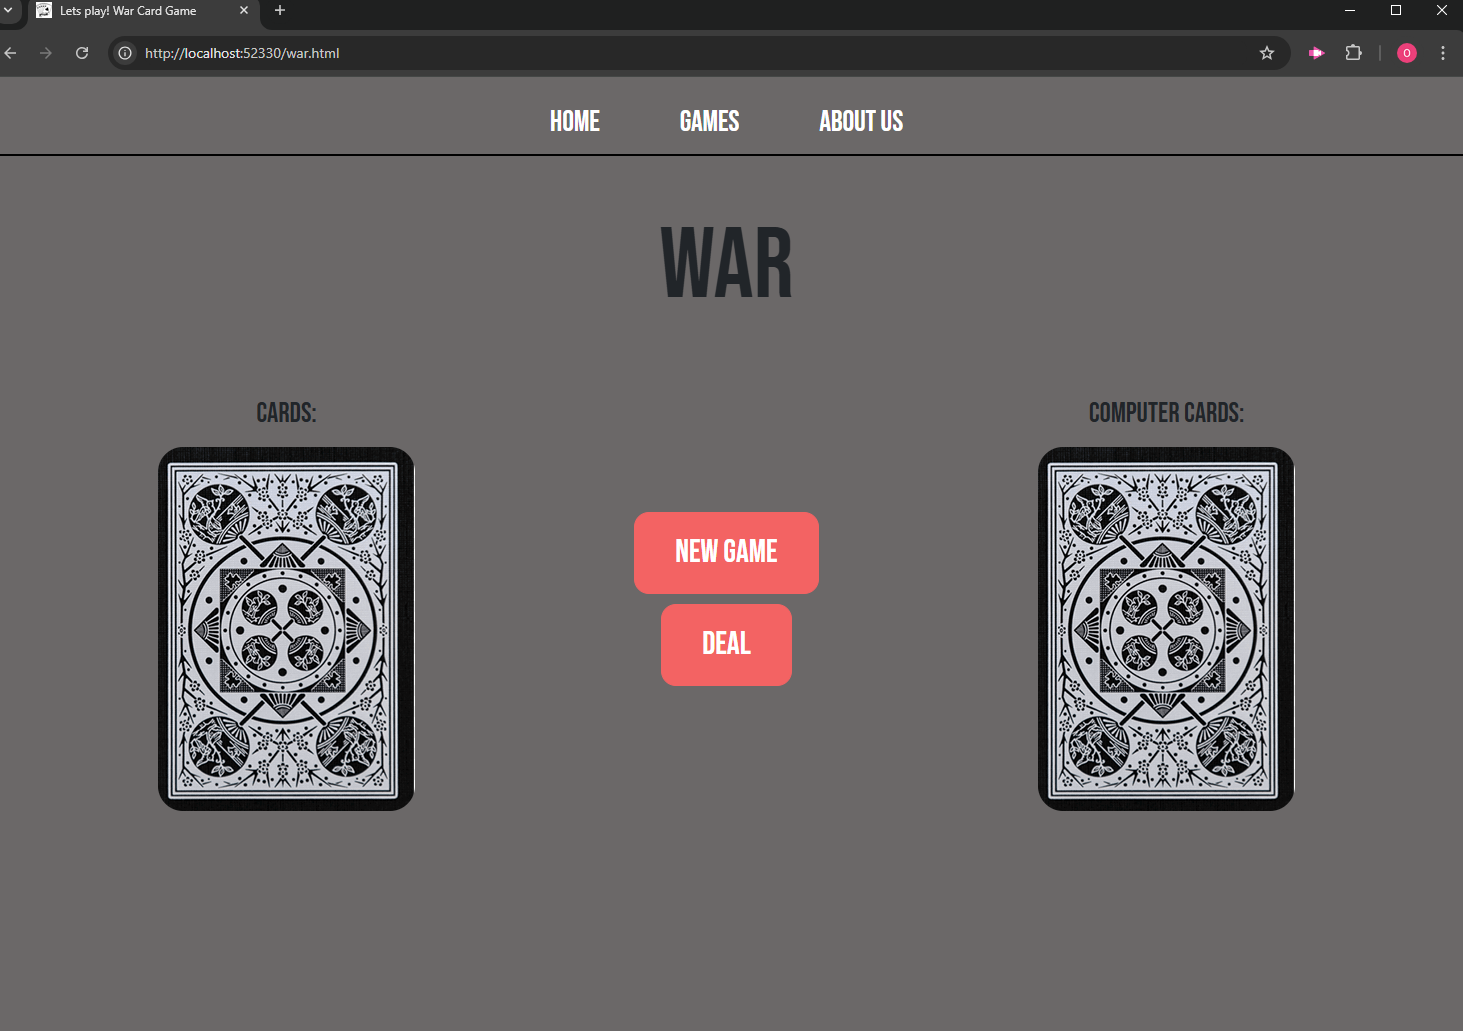 Lets play! War Card Game
http://localhost:52330/war.html
O
HOME GAMES ABOUT US
WAR
CARDS:
COMPUTER CARDS:
NEW GAME
DEAL